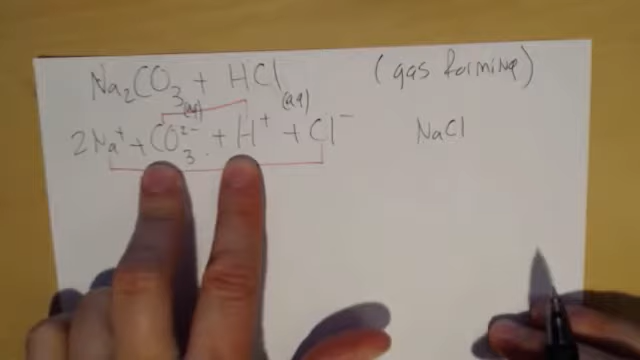 Na₂CO₃(aq) + HCl(aq) (gas forming)
2Na⁺ + CO₃²⁻ + H⁺ + Cl⁻ NaCl